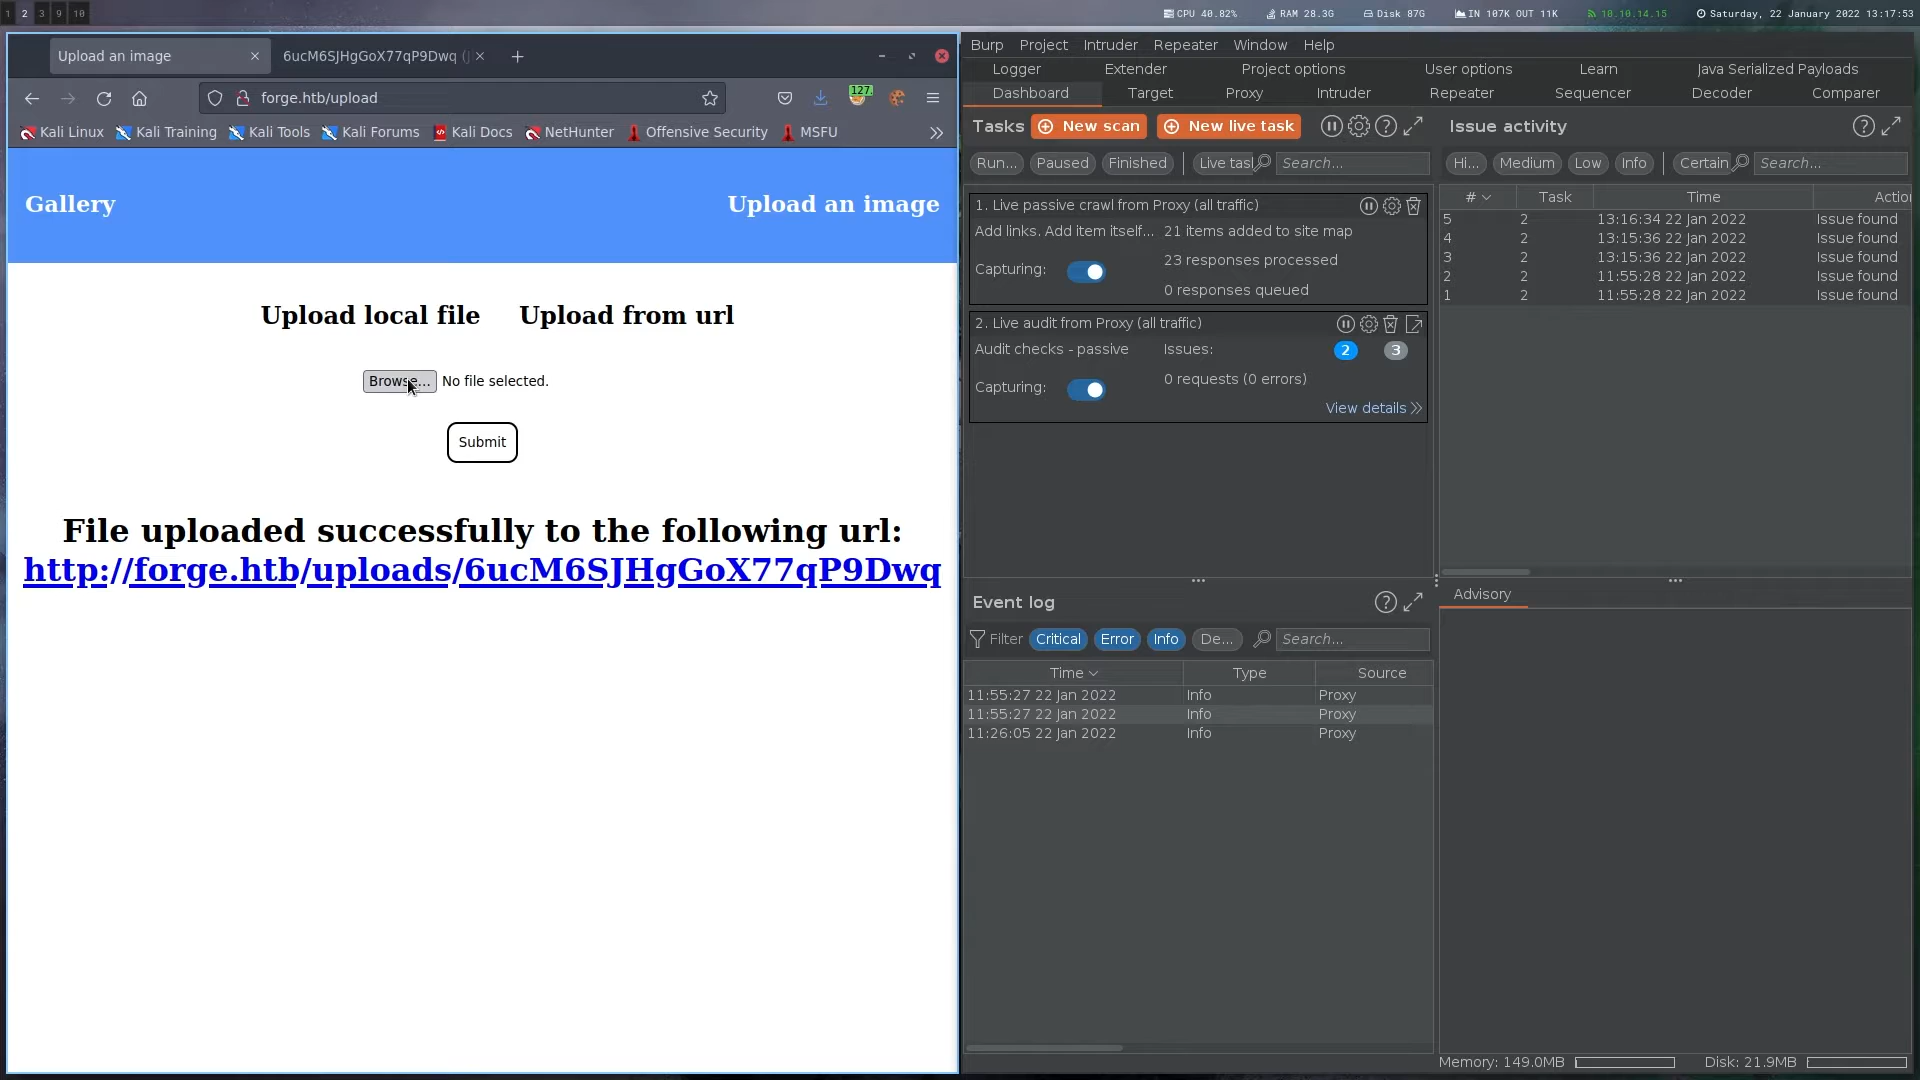 1 2 3 9 10
CPU 40.82% RAM 28.3G Disk 87G IN 107K OUT 11K 10.10.14.15 Saturday, 22 January 2022 13:17:53
Upload an image
6ucM6SJHgGoX77qP9Dwq (
forge.htb/upload
127.
Kali Linux Kali Training Kali Tools Kali Forums Kali Docs NetHunter Offensive Security MSFU
Gallery
Upload an image
Upload local file Upload from url
Browse... No file selected.
Submit
File uploaded successfully to the following url:
http://forge.htb/uploads/6ucM6SJHgGoX77qP9Dwq
Burp Project Intruder Repeater Window Help
Logger Extender Project options User options Learn Java Serialized Payloads
Dashboard Target Proxy Intruder Repeater Sequencer Decoder Comparer
Tasks New scan New live task
Run... Paused Finished Live tas Search...
1. Live passive crawl from Proxy (all traffic)
Add links. Add item itself... 21 items added to site map
23 responses processed
Capturing:
0 responses queued
2. Live audit from Proxy (all traffic)
Audit checks - passive Issues: 2 3
0 requests (0 errors)
Capturing:
View details
Issue activity
Hi... Medium Low Info Certain Search...
# Task Time Actio
5 2 13:16:34 22 Jan 2022 Issue found
4 2 13:15:36 22 Jan 2022 Issue found
3 2 13:15:36 22 Jan 2022 Issue found
2 2 11:55:28 22 Jan 2022 Issue found
1 2 11:55:28 22 Jan 2022 Issue found
Event log
Filter Critical Error Info De... Search...
Time Type Source
11:55:27 22 Jan 2022 Info Proxy
11:55:27 22 Jan 2022 Info Proxy
11:26:05 22 Jan 2022 Info Proxy
Advisory
Memory: 149.0MB Disk: 21.9MB